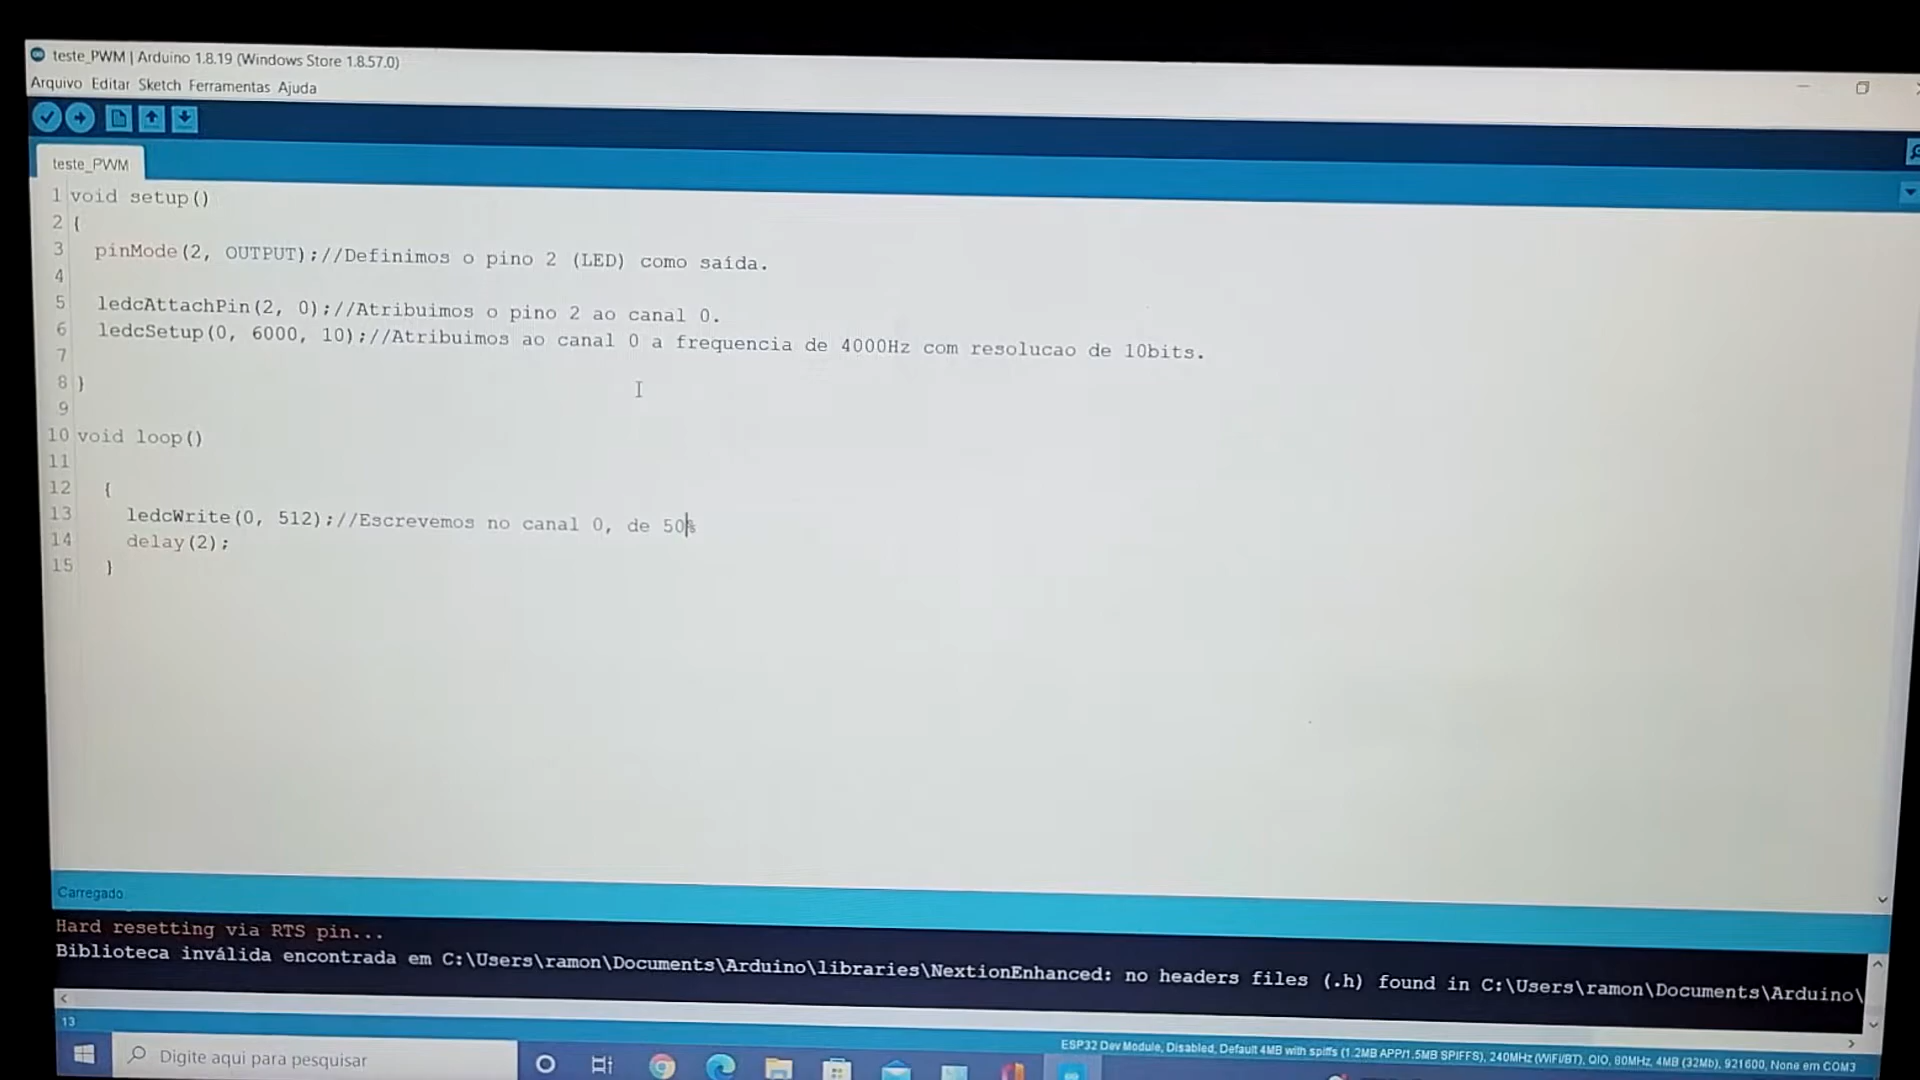 teste_PWM | Arduino 1.8.19 (Windows Store 1.8.57.0)
Arquivo Editar Sketch Ferramentas Ajuda
teste_PWM
1 void setup()
2 {
3 pinMode(2, OUTPUT);//Definimos o pino 2 (LED) como saída.
4
5 ledcAttachPin(2, 0);//Atribuimos o pino 2 ao canal 0.
6 ledcSetup(0, 6000, 10);//Atribuimos ao canal 0 a frequencia de 4000Hz com resolucao de 10bits.
7
8 }
9
10 void loop()
11
12 {
13 ledcWrite(0, 512);//Escrevemos no canal 0, de 50%
14 delay(2);
15 }
Carregado
Hard resetting via RTS pin...
Biblioteca inválida encontrada em C:\Users\ramon\Documents\Arduino\libraries\NextionEnhanced: no headers files (.h) found in C:\Users\ramon\Documents\Arduino\
13
ESP32 Dev Module, Disabled, Default 4MB with spiffs (1.2MB APP/1.5MB SPIFFS), 240MHz (WiFi/BT), QIO, 80MHz, 4MB (32Mb), 921600, None em COM3
Digite aqui para pesquisar